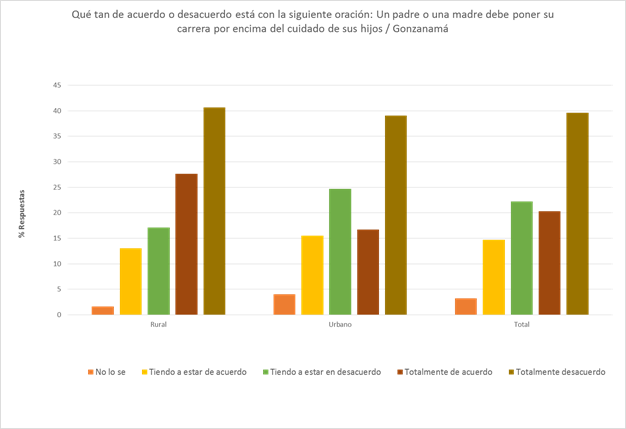 Qué tan de acuerdo o desacuerdo está con la siguiente oración: Un padre o una madre debe poner su
carrera por encima del cuidado de sus hijos / Gonzanamá
45
40
35
30
25
20
15
10
5
0
% Respuestas
Rural Urbano Total
No lo se Tiendo a estar de acuerdo Tiendo a estar en desacuerdo Totalmente de acuerdo Totalmente desacuerdo